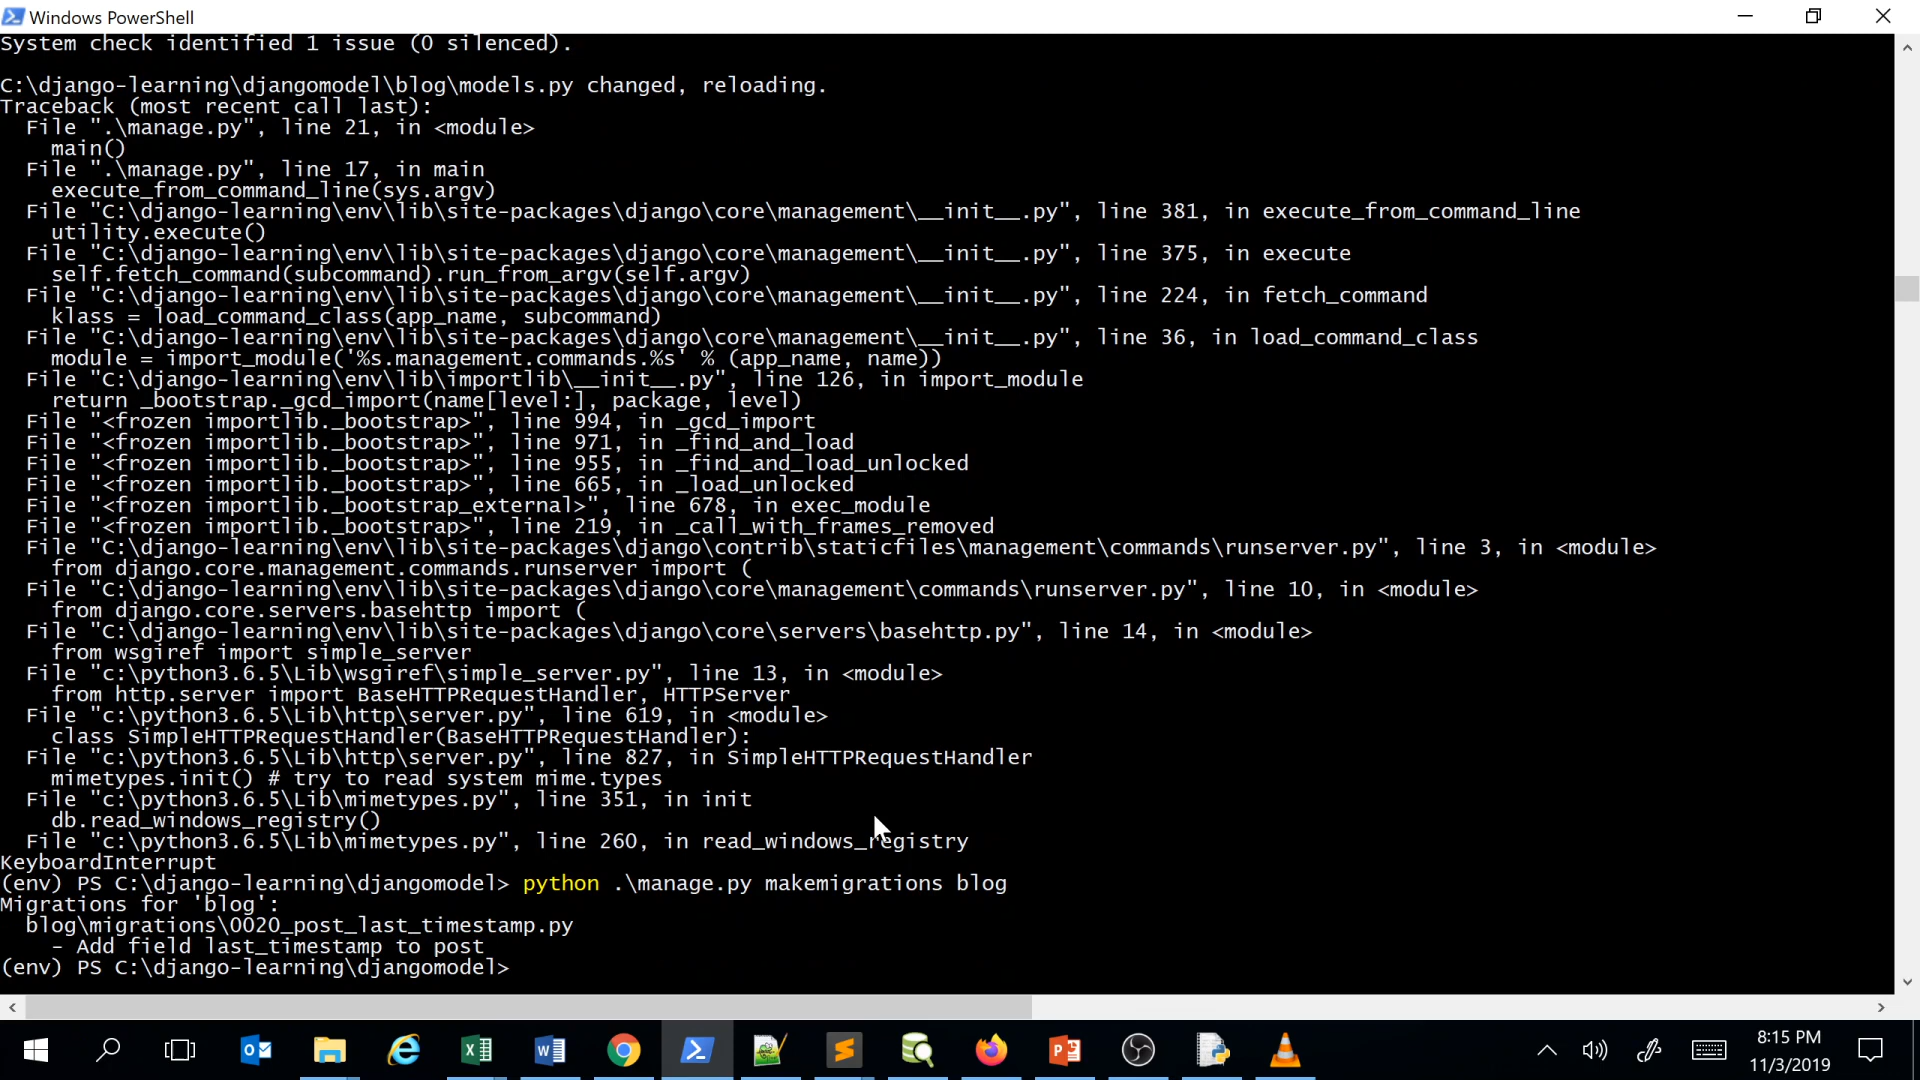 Windows PowerShell
System check identified 1 issue (0 silenced).
C:\django-learning\djangomodel\blog\models.py changed, reloading.
Traceback (most recent call last):
  File ".\manage.py", line 21, in <module>
    main()
  File ".\manage.py", line 17, in main
    execute_from_command_line(sys.argv)
  File "C:\django-learning\env\lib\site-packages\django\core\management\__init__.py", line 381, in execute_from_command_line
    utility.execute()
  File "C:\django-learning\env\lib\site-packages\django\core\management\__init__.py", line 375, in execute
    self.fetch_command(subcommand).run_from_argv(self.argv)
  File "C:\django-learning\env\lib\site-packages\django\core\management\__init__.py", line 224, in fetch_command
    klass = load_command_class(app_name, subcommand)
  File "C:\django-learning\env\lib\site-packages\django\core\management\__init__.py", line 36, in load_command_class
    module = import_module('%s.management.commands.%s' % (app_name, name))
  File "C:\django-learning\env\lib\importlib\__init__.py", line 126, in import_module
    return _bootstrap._gcd_import(name[level:], package, level)
  File "<frozen importlib._bootstrap>", line 994, in _gcd_import
  File "<frozen importlib._bootstrap>", line 971, in _find_and_load
  File "<frozen importlib._bootstrap>", line 955, in _find_and_load_unlocked
  File "<frozen importlib._bootstrap>", line 665, in _load_unlocked
  File "<frozen importlib._bootstrap_external>", line 678, in exec_module
  File "<frozen importlib._bootstrap>", line 219, in _call_with_frames_removed
  File "C:\django-learning\env\lib\site-packages\django\contrib\staticfiles\management\commands\runserver.py", line 3, in <module>
    from django.core.management.commands.runserver import (
  File "C:\django-learning\env\lib\site-packages\django\core\management\commands\runserver.py", line 10, in <module>
    from django.core.servers.basehttp import (
  File "C:\django-learning\env\lib\site-packages\django\core\servers\basehttp.py", line 14, in <module>
    from wsgiref import simple_server
  File "c:\python3.6.5\Lib\wsgiref\simple_server.py", line 13, in <module>
    from http.server import BaseHTTPRequestHandler, HTTPServer
  File "c:\python3.6.5\Lib\http\server.py", line 619, in <module>
    class SimpleHTTPRequestHandler(BaseHTTPRequestHandler):
  File "c:\python3.6.5\Lib\http\server.py", line 827, in SimpleHTTPRequestHandler
    mimetypes.init() # try to read system mime.types
  File "c:\python3.6.5\Lib\mimetypes.py", line 351, in init
    db.read_windows_registry()
  File "c:\python3.6.5\Lib\mimetypes.py", line 260, in read_windows_registry
KeyboardInterrupt
(env) PS C:\django-learning\djangomodel> python .\manage.py makemigrations blog
Migrations for 'blog':
  blog\migrations\0020_post_last_timestamp.py
    - Add field last_timestamp to post
(env) PS C:\django-learning\djangomodel>
8:15 PM
11/3/2019